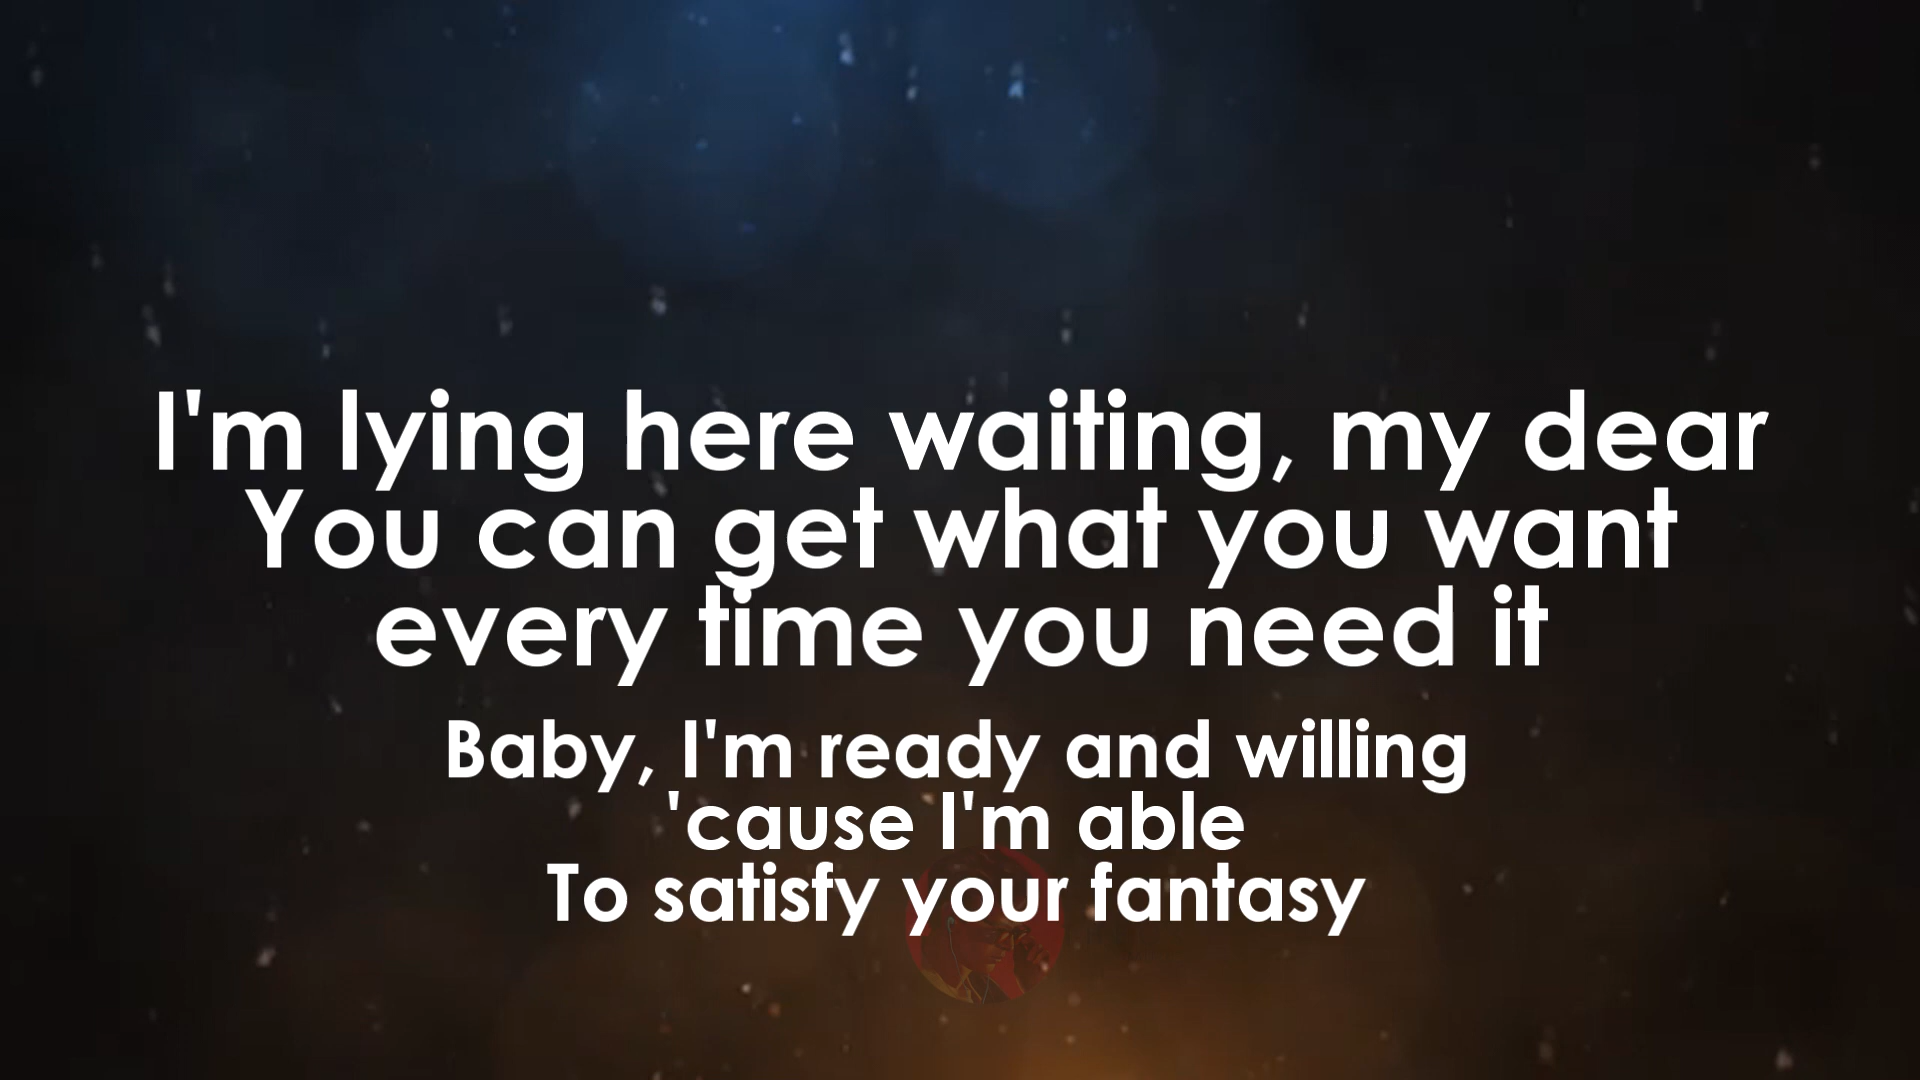 I'm lying here waiting, my dear
You can get what you want
every time you need it
Baby, I'm ready and willing
'cause I'm able
To satisfy your fantasy